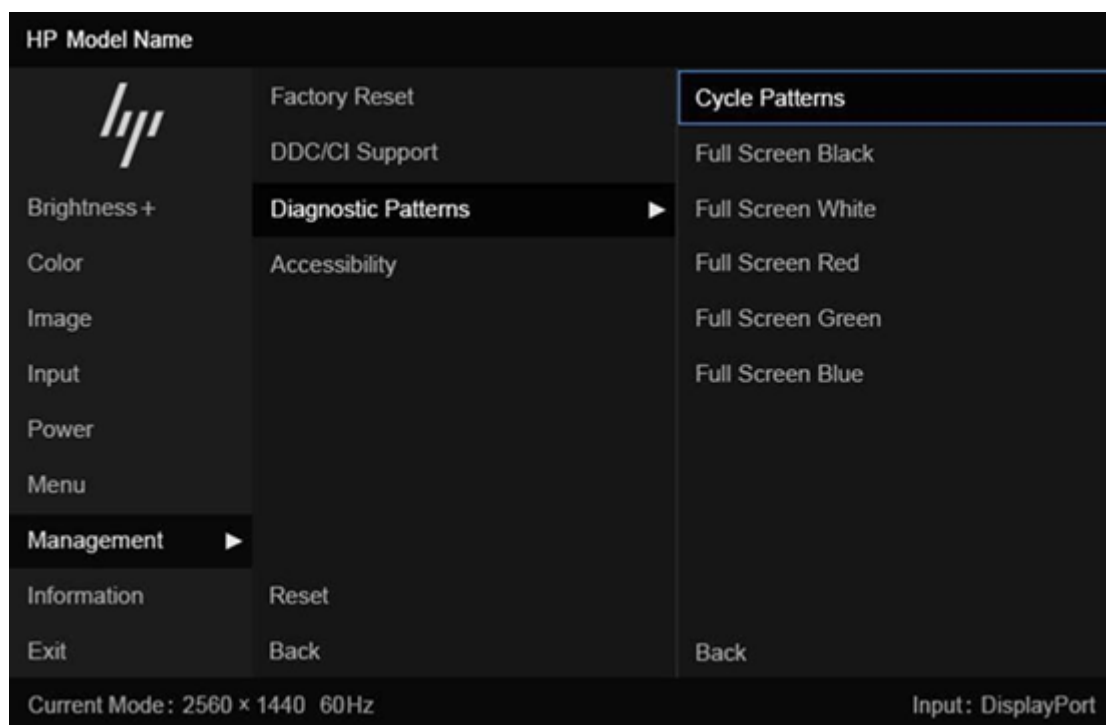 HP Model Name
hp
Brightness +
Color
Image
Input
Power
Menu
Management ▶
Information
Exit
Factory Reset
DDC/CI Support
Diagnostic Patterns ▶
Accessibility
Reset
Back
Cycle Patterns
Full Screen Black
Full Screen White
Full Screen Red
Full Screen Green
Full Screen Blue
Back
Current Mode: 2560 × 1440 60Hz
Input: DisplayPort